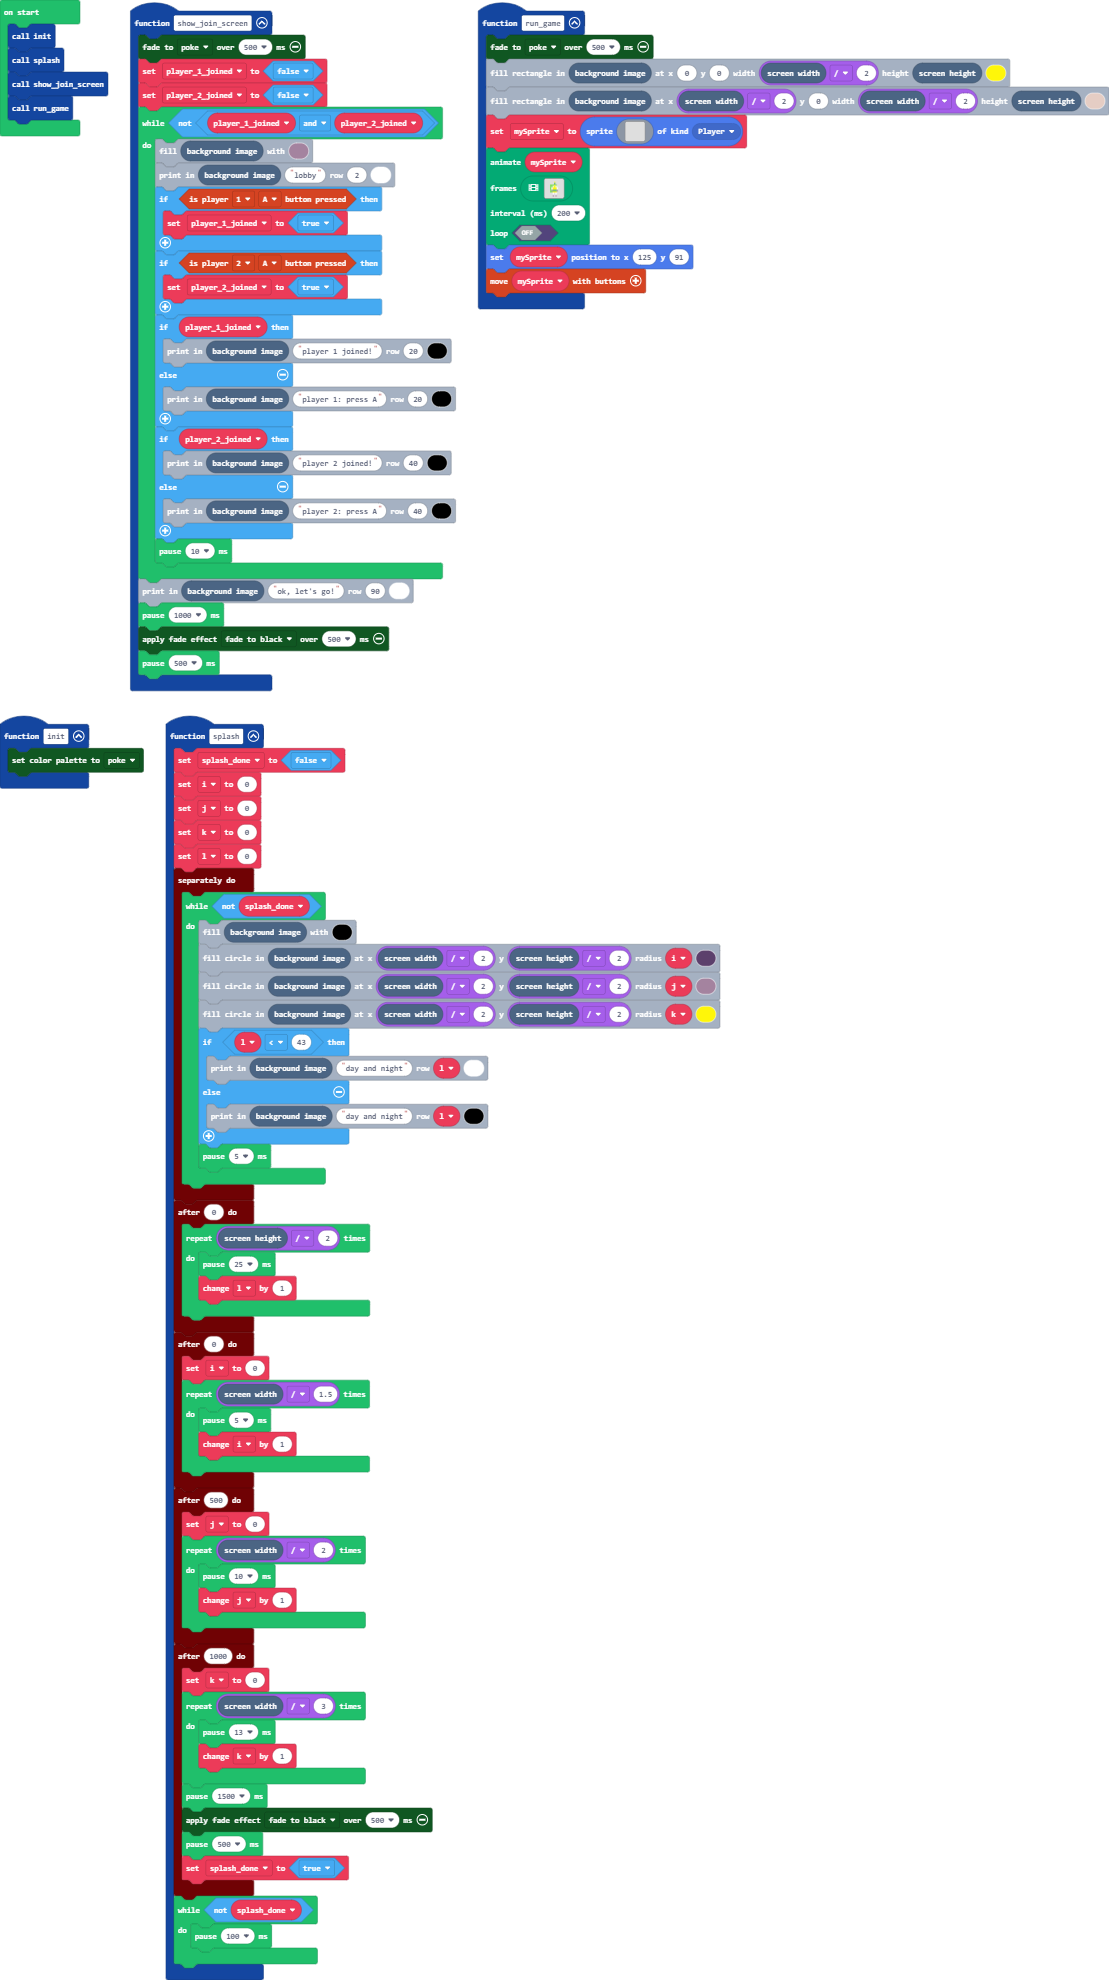 on start
call init
call splash
call show_join_screen
call run_game
function show_join_screen
fade to poke over 500 ms
set player_1_joined to false
set player_2_joined to false
while not player_1_joined and player_2_joined
do
fill background image with
print in background image "lobby" row 2
if is player 1 A button pressed then
set player_1_joined to true
if is player 2 A button pressed then
set player_2_joined to true
if player_1_joined then
print in background image "player 1 joined!" row 20
else
print in background image "player 1: press A" row 20
if player_2_joined then
print in background image "player 2 joined!" row 40
else
print in background image "player 2: press A" row 40
pause 10 ms
print in background image "ok, let's go!" row 90
pause 1000 ms
apply fade effect fade to black over 500 ms
pause 500 ms
function run_game
fade to poke over 500 ms
fill rectangle in background image at x 0 y 0 width screen width / 2 height screen height
fill rectangle in background image at x screen width / 2 y 0 width screen width / 2 height screen height
set mySprite to sprite of kind Player
animate mySprite
frames
interval (ms) 200
loop OFF
set mySprite position to x 125 y 91
move mySprite with buttons
function init
set color palette to poke
function splash
set splash_done to false
set i to 0
set j to 0
set k to 0
set l to 0
separately do
while not splash_done
do
fill background image with
fill circle in background image at x screen width / 2 y screen height / 2 radius i
fill circle in background image at x screen width / 2 y screen height / 2 radius j
fill circle in background image at x screen width / 2 y screen height / 2 radius k
if l < 43 then
print in background image "day and night" row l
else
print in background image "day and night" row l
pause 5 ms
after 0 do
repeat screen height / 2 times
do
pause 25 ms
change l by 1
after 0 do
set i to 0
repeat screen width / 1.5 times
do
pause 5 ms
change i by 1
after 500 do
set j to 0
repeat screen width / 2 times
do
pause 10 ms
change j by 1
after 1000 do
set k to 0
repeat screen width / 3 times
do
pause 13 ms
change k by 1
pause 1500 ms
apply fade effect fade to black over 500 ms
pause 500 ms
set splash_done to true
while not splash_done
do
pause 100 ms